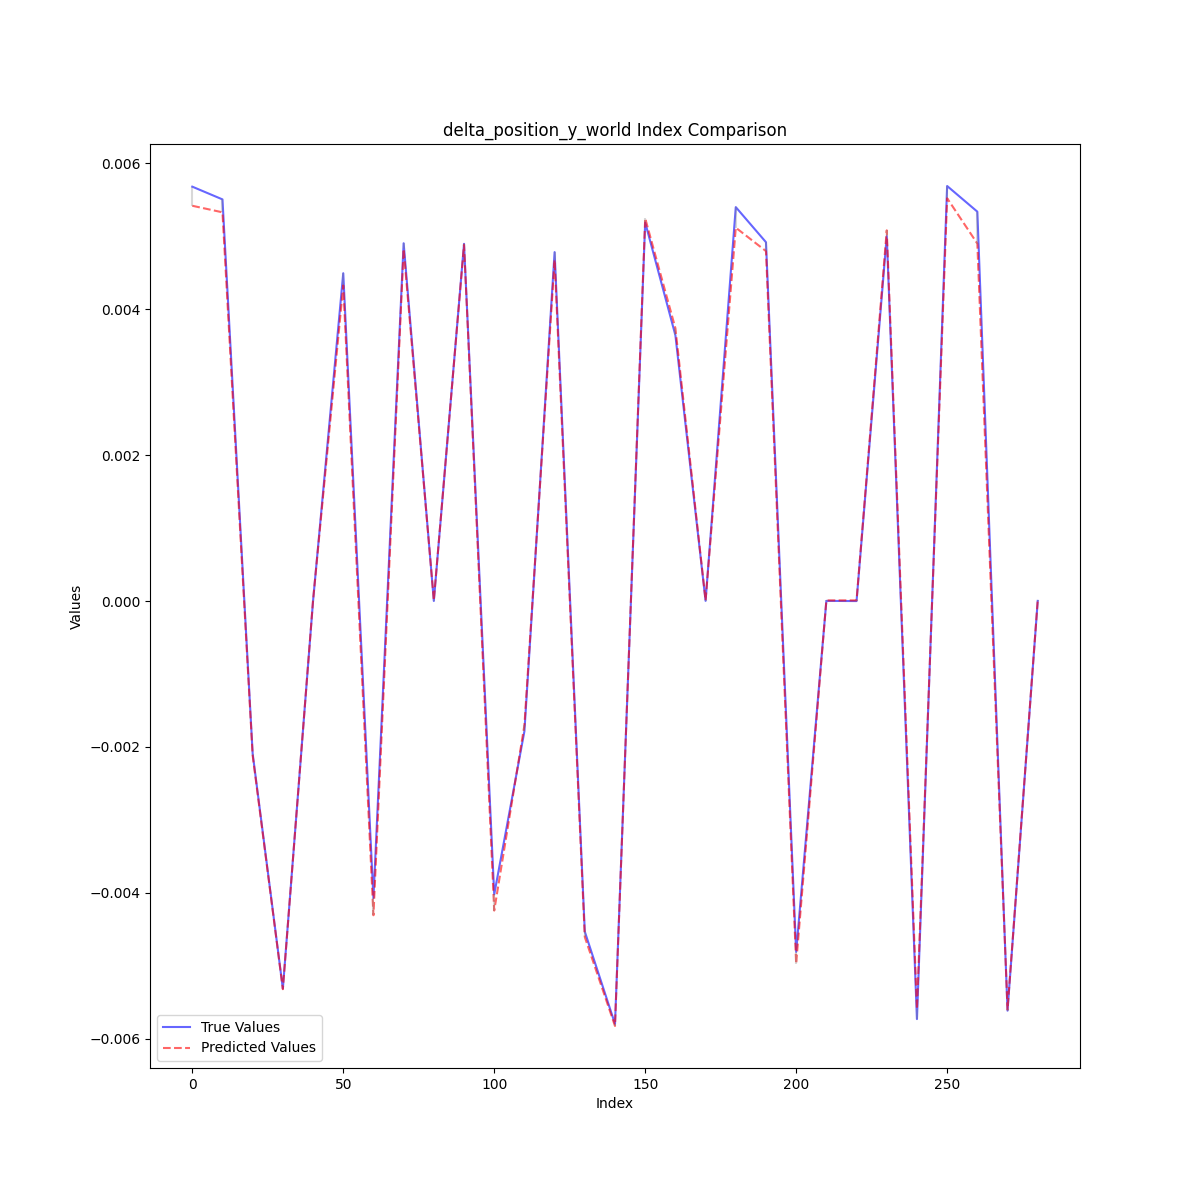 delta_position_y_world Index Comparison
0.006
0.004
0.002
0.000
−0.002
−0.004
−0.006
Values
True Values
Predicted Values
0 50 100 150 200 250
Index